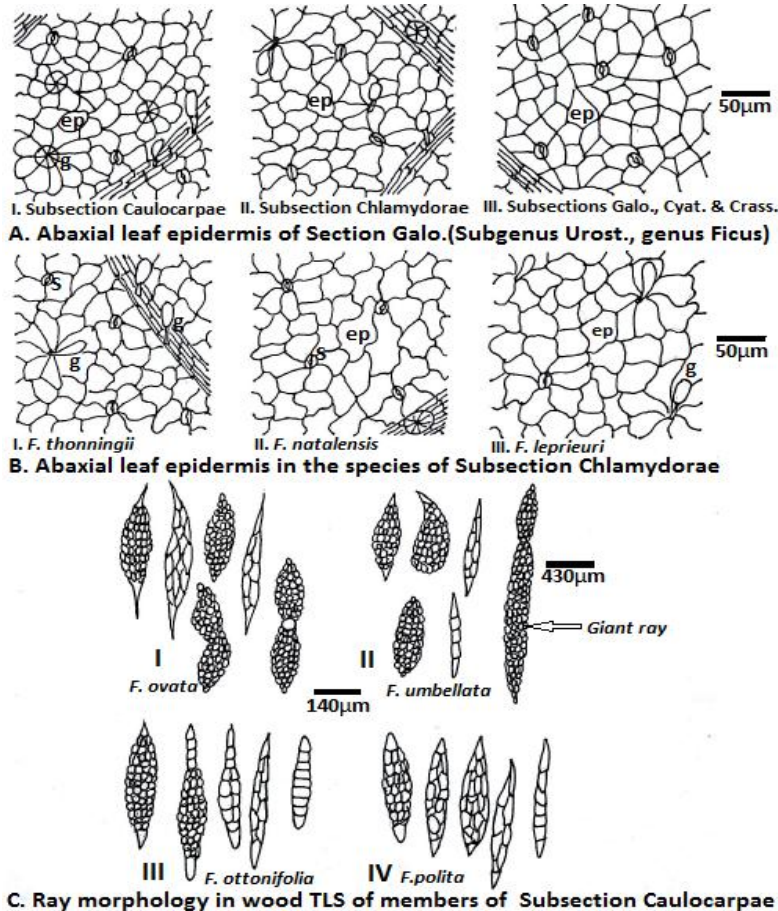 ep
g
ep
ep
50µm
I. Subsection Caulocarpae
II. Subsection Chlamydorae
III. Subsections Galo., Cyat. & Crass.
A. Abaxial leaf epidermis of Section Galo.(Subgenus Urost., genus Ficus)
S
g
g
ep
S
ep
g
50µm
I. F. thonningii
II. F. natalensis
III. F. leprieuri
B. Abaxial leaf epidermis in the species of Subsection Chlamydorae
430µm
Giant ray
I
II
F. ovata
F. umbellata
140µm
III
F. ottonifolia
IV
F.polita
C. Ray morphology in wood TLS of members of Subsection Caulocarpae